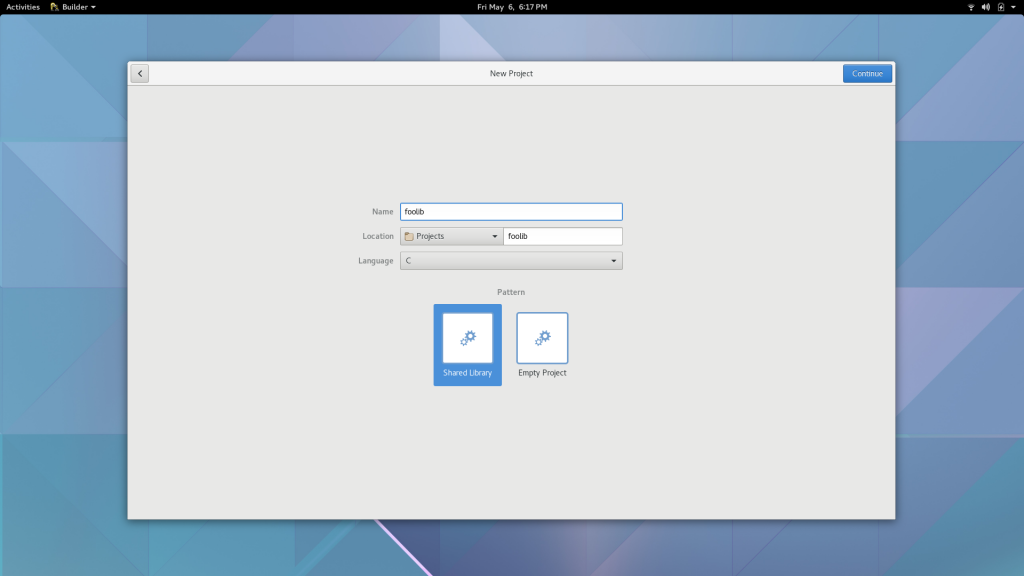 Activities Builder Fri May 6, 6:17 PM
New Project Continue
Name foolib
Location Projects foolib
Language C
Pattern
Shared Library Empty Project